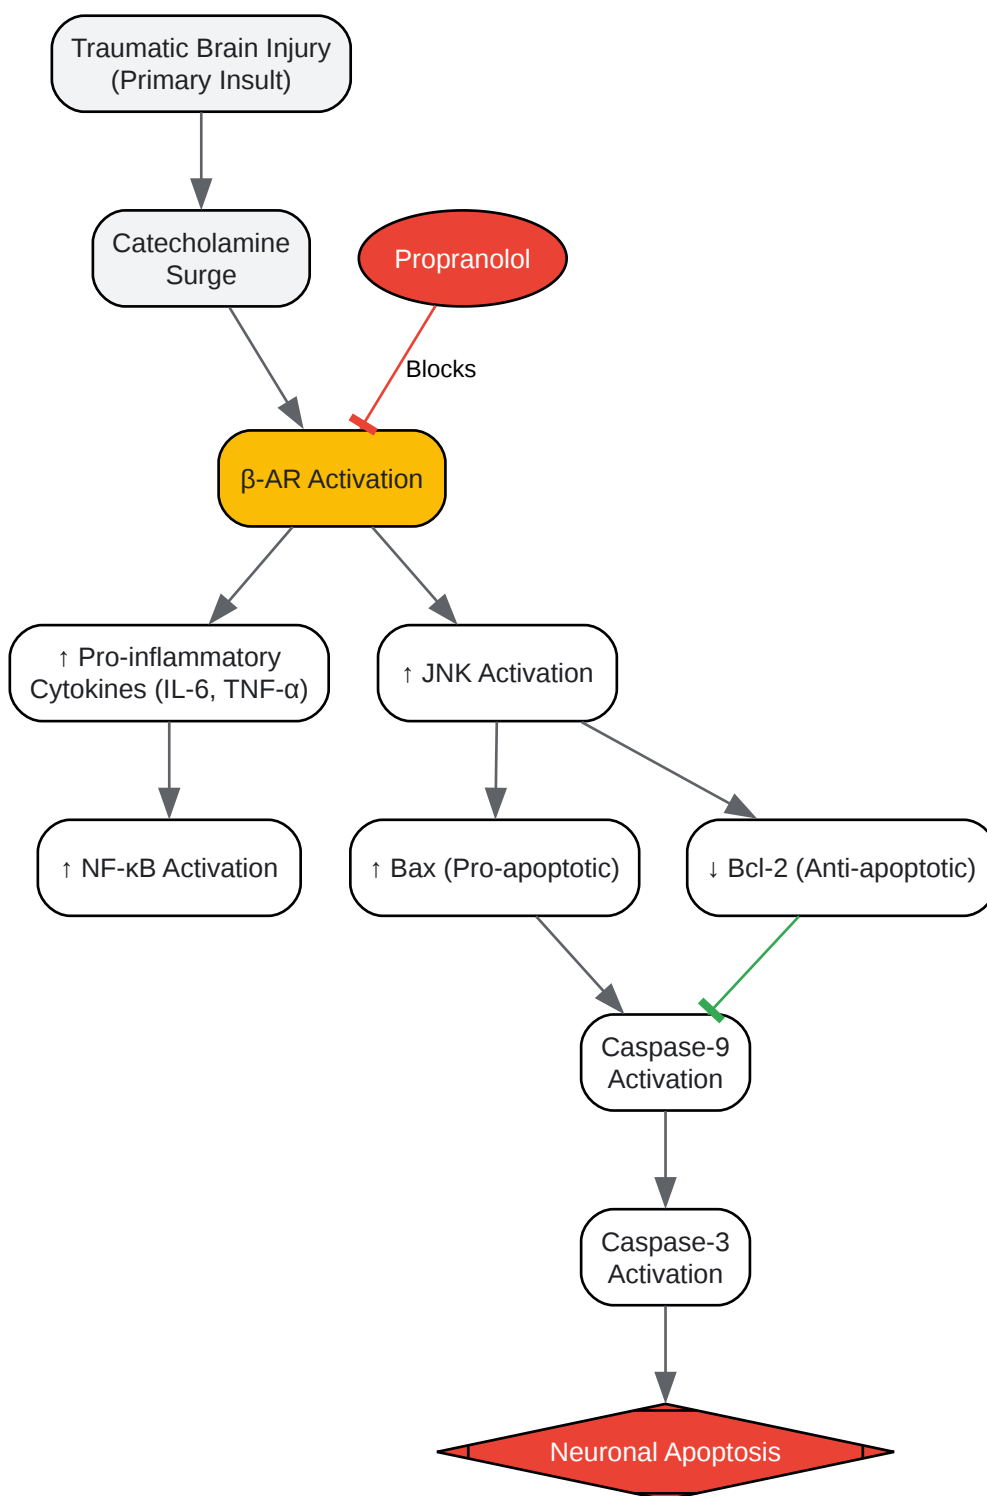 Traumatic Brain Injury
(Primary Insult)
Catecholamine
Surge
Propranolol
Blocks
β-AR Activation
↑ Pro-inflammatory
Cytokines (IL-6, TNF-α)
↑ JNK Activation
↑ NF-κB Activation
↑ Bax (Pro-apoptotic)
↓ Bcl-2 (Anti-apoptotic)
Caspase-9
Activation
Caspase-3
Activation
Neuronal Apoptosis